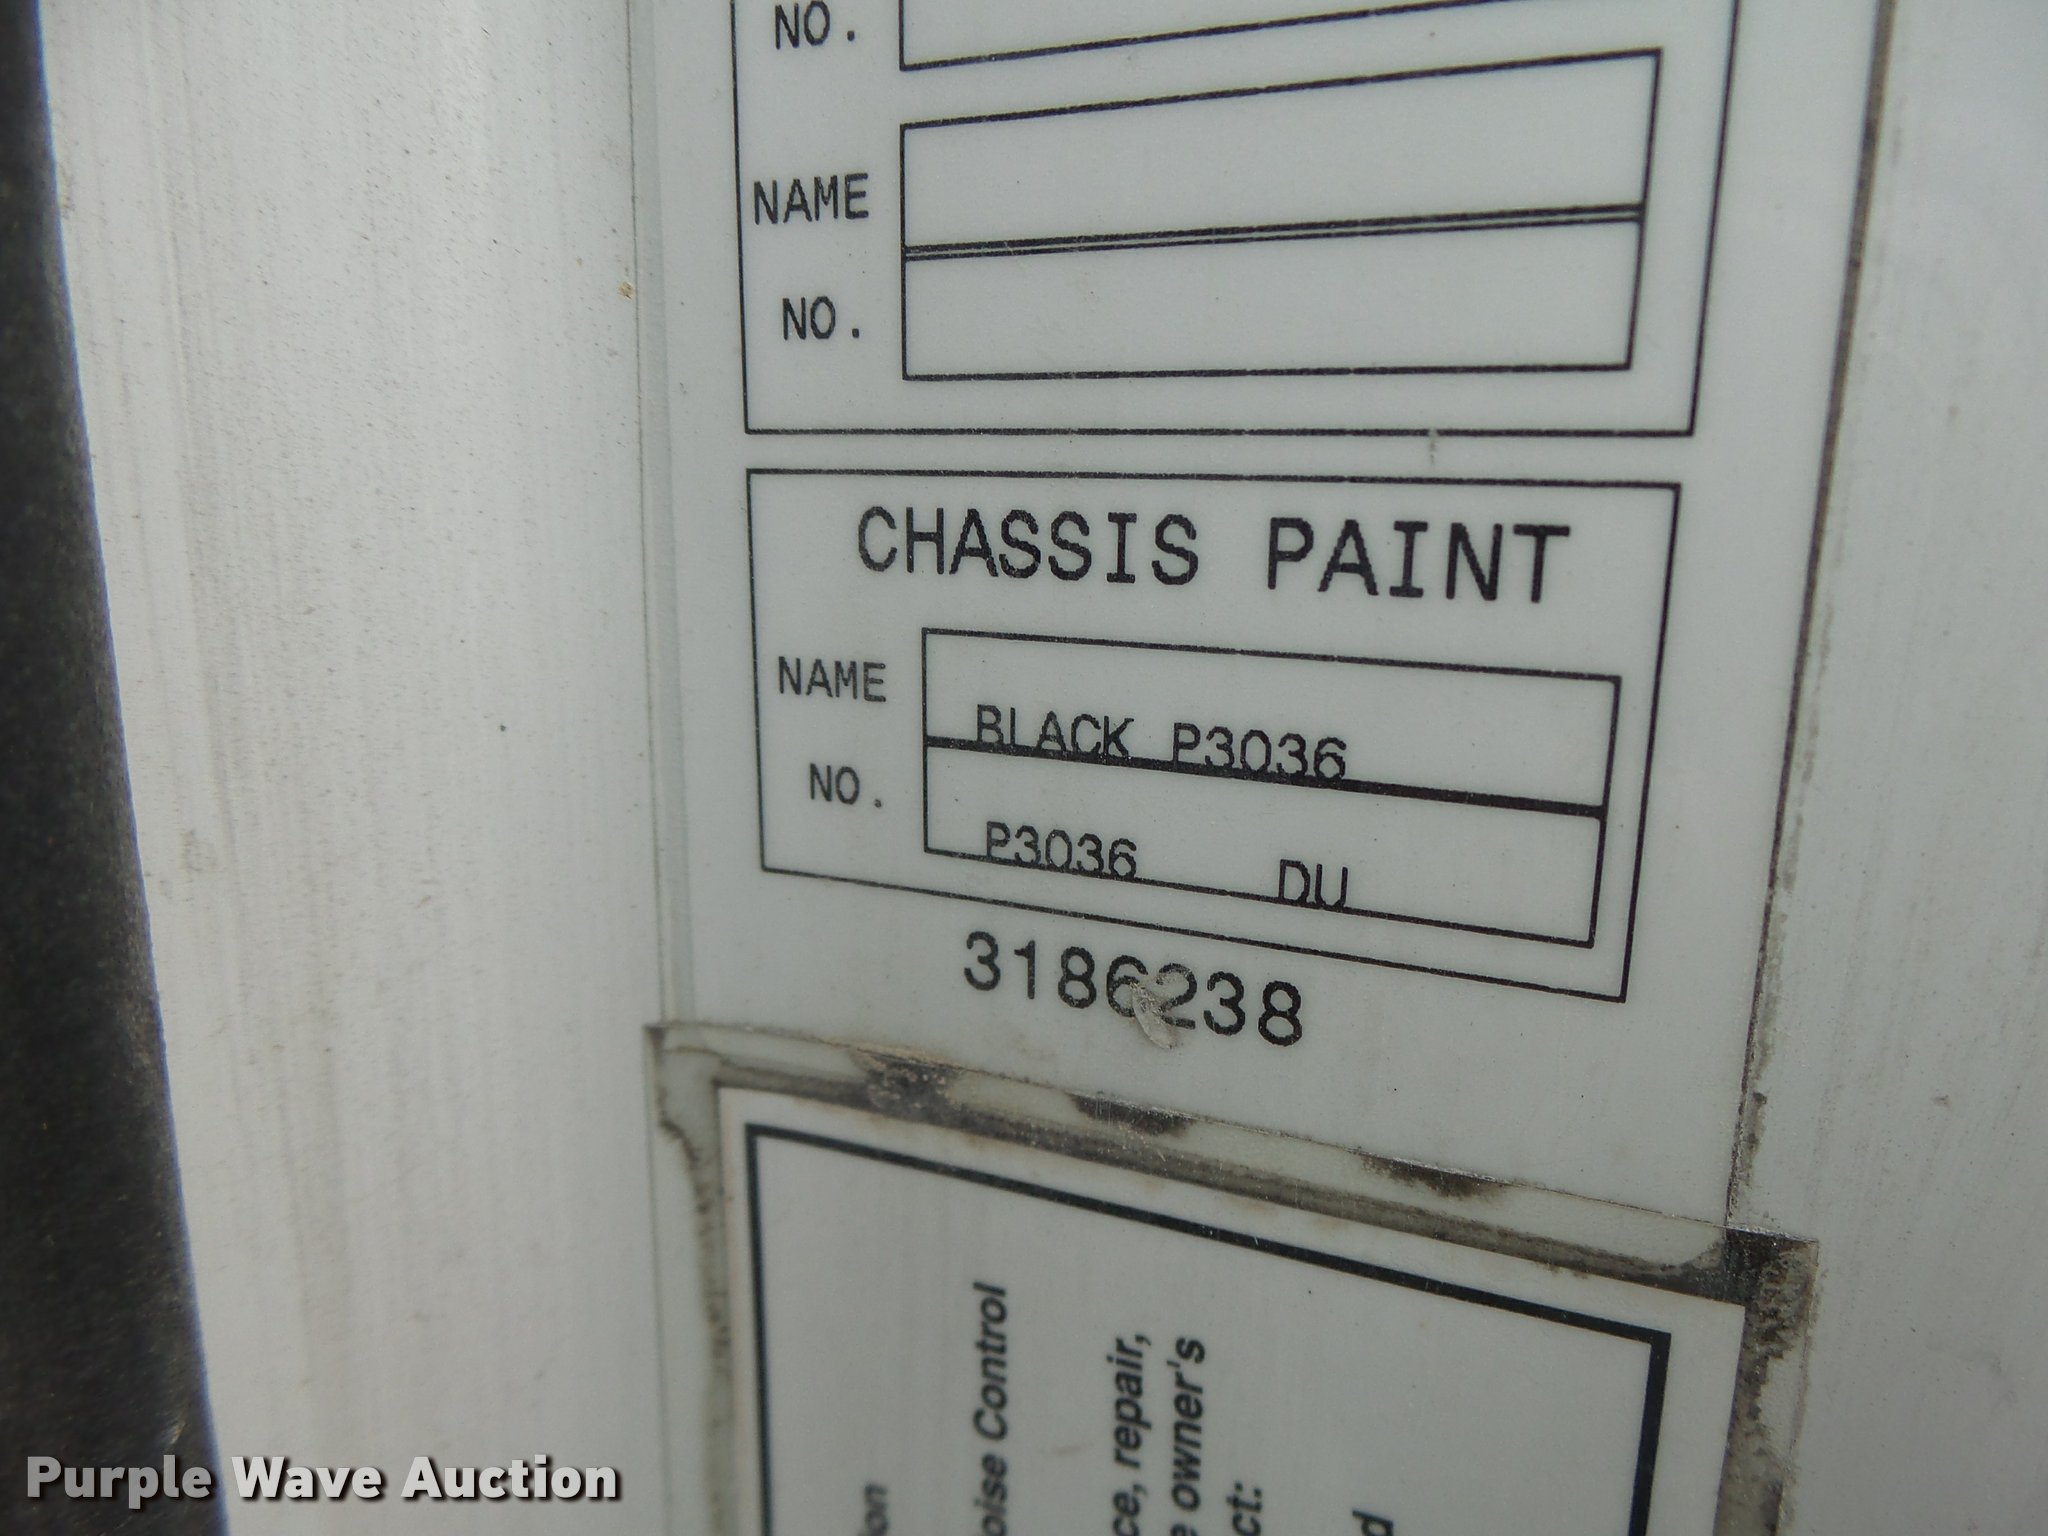 NO.
NAME
NO.
CHASSIS PAINT
NAME BLACK P3036
NO. P3036 DU
3186238
oise Control
ce, repair,
owner's
ct:
Purple Wave Auction